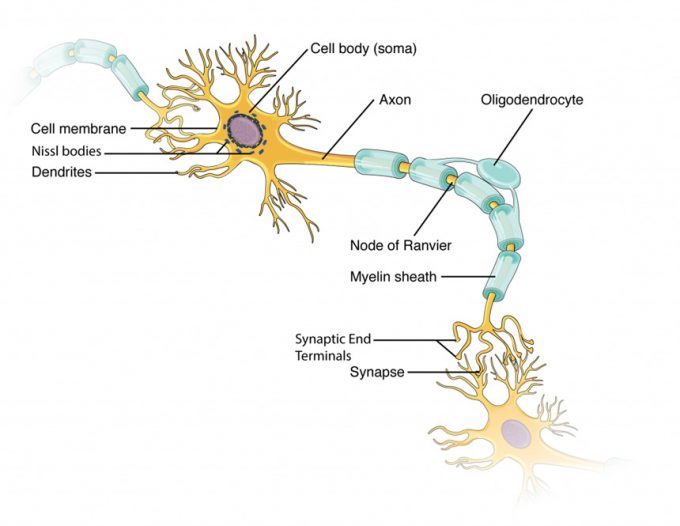 Cell body (soma)
Axon
Oligodendrocyte
Cell membrane
Nissl bodies
Dendrites
Node of Ranvier
Myelin sheath
Synaptic End
Terminals
Synapse